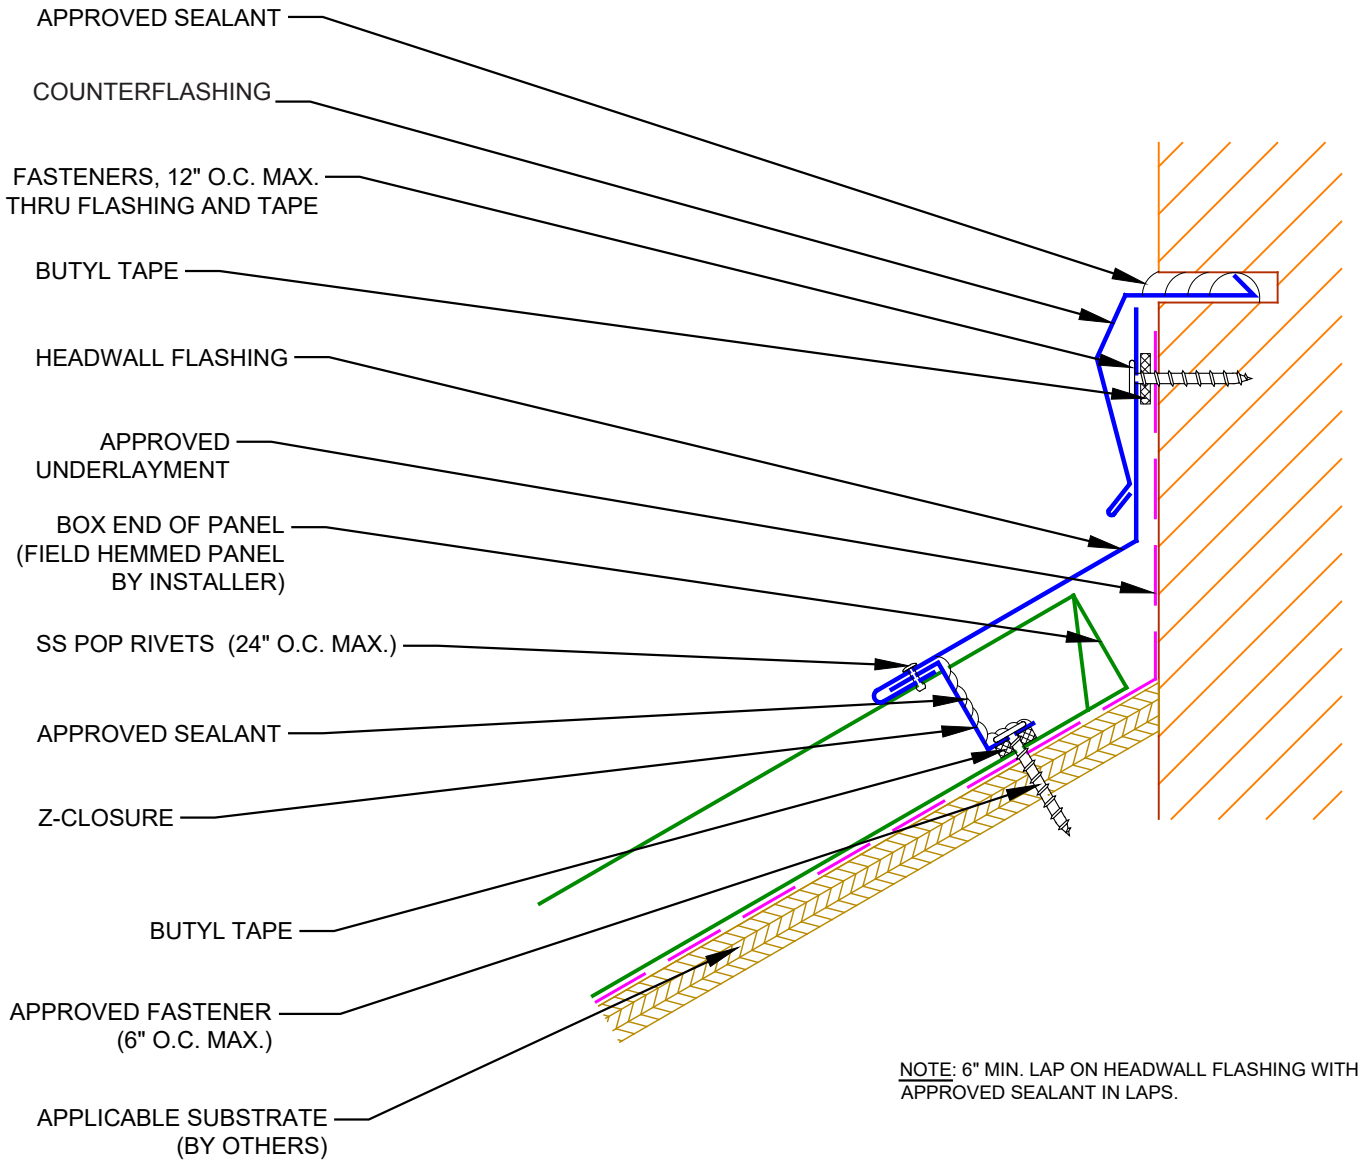 APPROVED SEALANT
COUNTERFLASHING
FASTENERS, 12" O.C. MAX.
THRU FLASHING AND TAPE
BUTYL TAPE
HEADWALL FLASHING
APPROVED
UNDERLAYMENT
BOX END OF PANEL
(FIELD HEMMED PANEL
BY INSTALLER)
SS POP RIVETS (24" O.C. MAX.)
APPROVED SEALANT
Z-CLOSURE
BUTYL TAPE
APPROVED FASTENER
(6" O.C. MAX.)
APPLICABLE SUBSTRATE
(BY OTHERS)
NOTE: 6" MIN. LAP ON HEADWALL FLASHING WITH
APPROVED SEALANT IN LAPS.